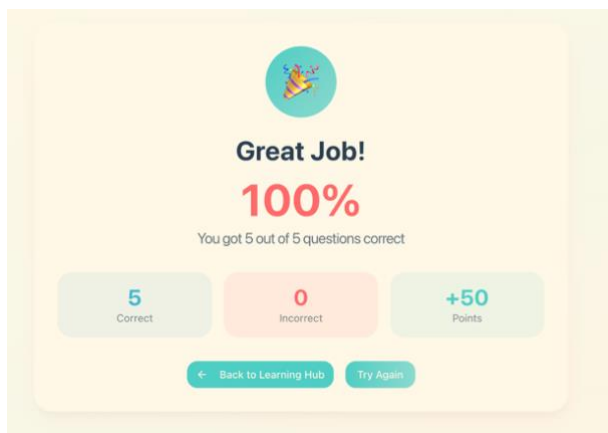 Great Job!
100%
You got 5 out of 5 questions correct
5
Correct
0
Incorrect
+50
Points
← Back to Learning Hub
Try Again